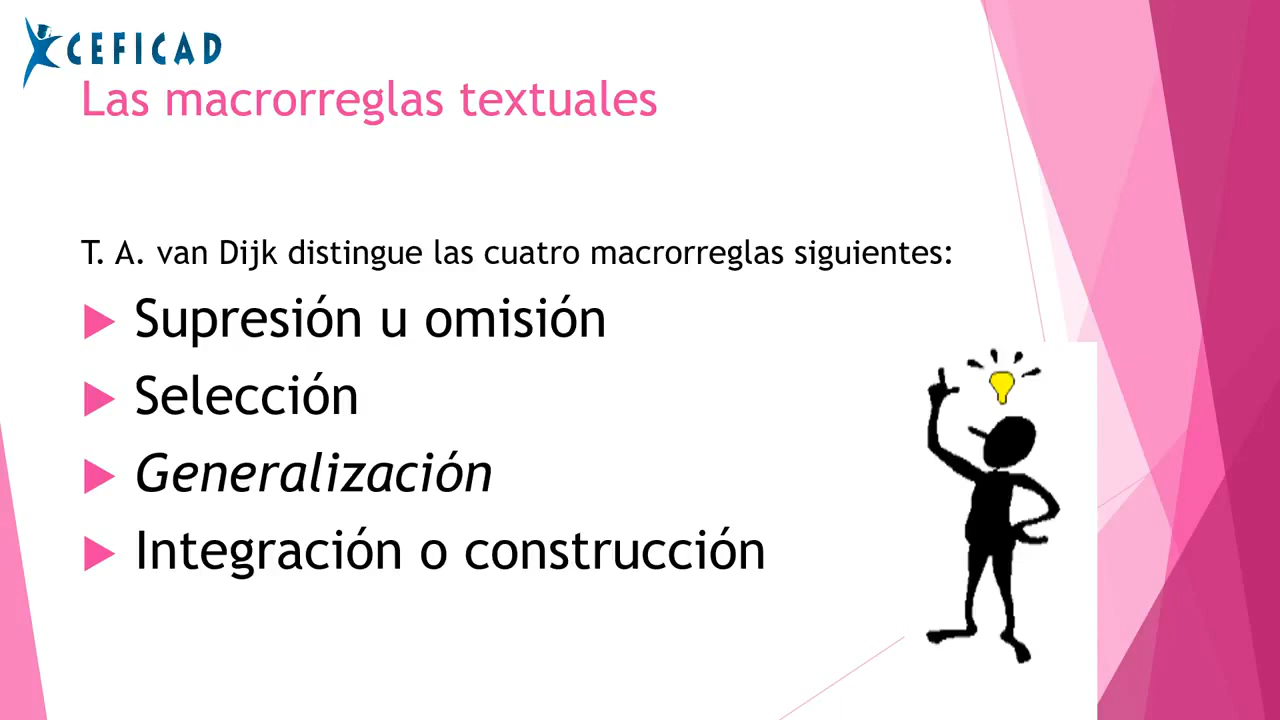 CEFICAD
Las macrorreglas textuales
T. A. van Dijk distingue las cuatro macrorreglas siguientes:
Supresión u omisión
Selección
Generalización
Integración o construcción